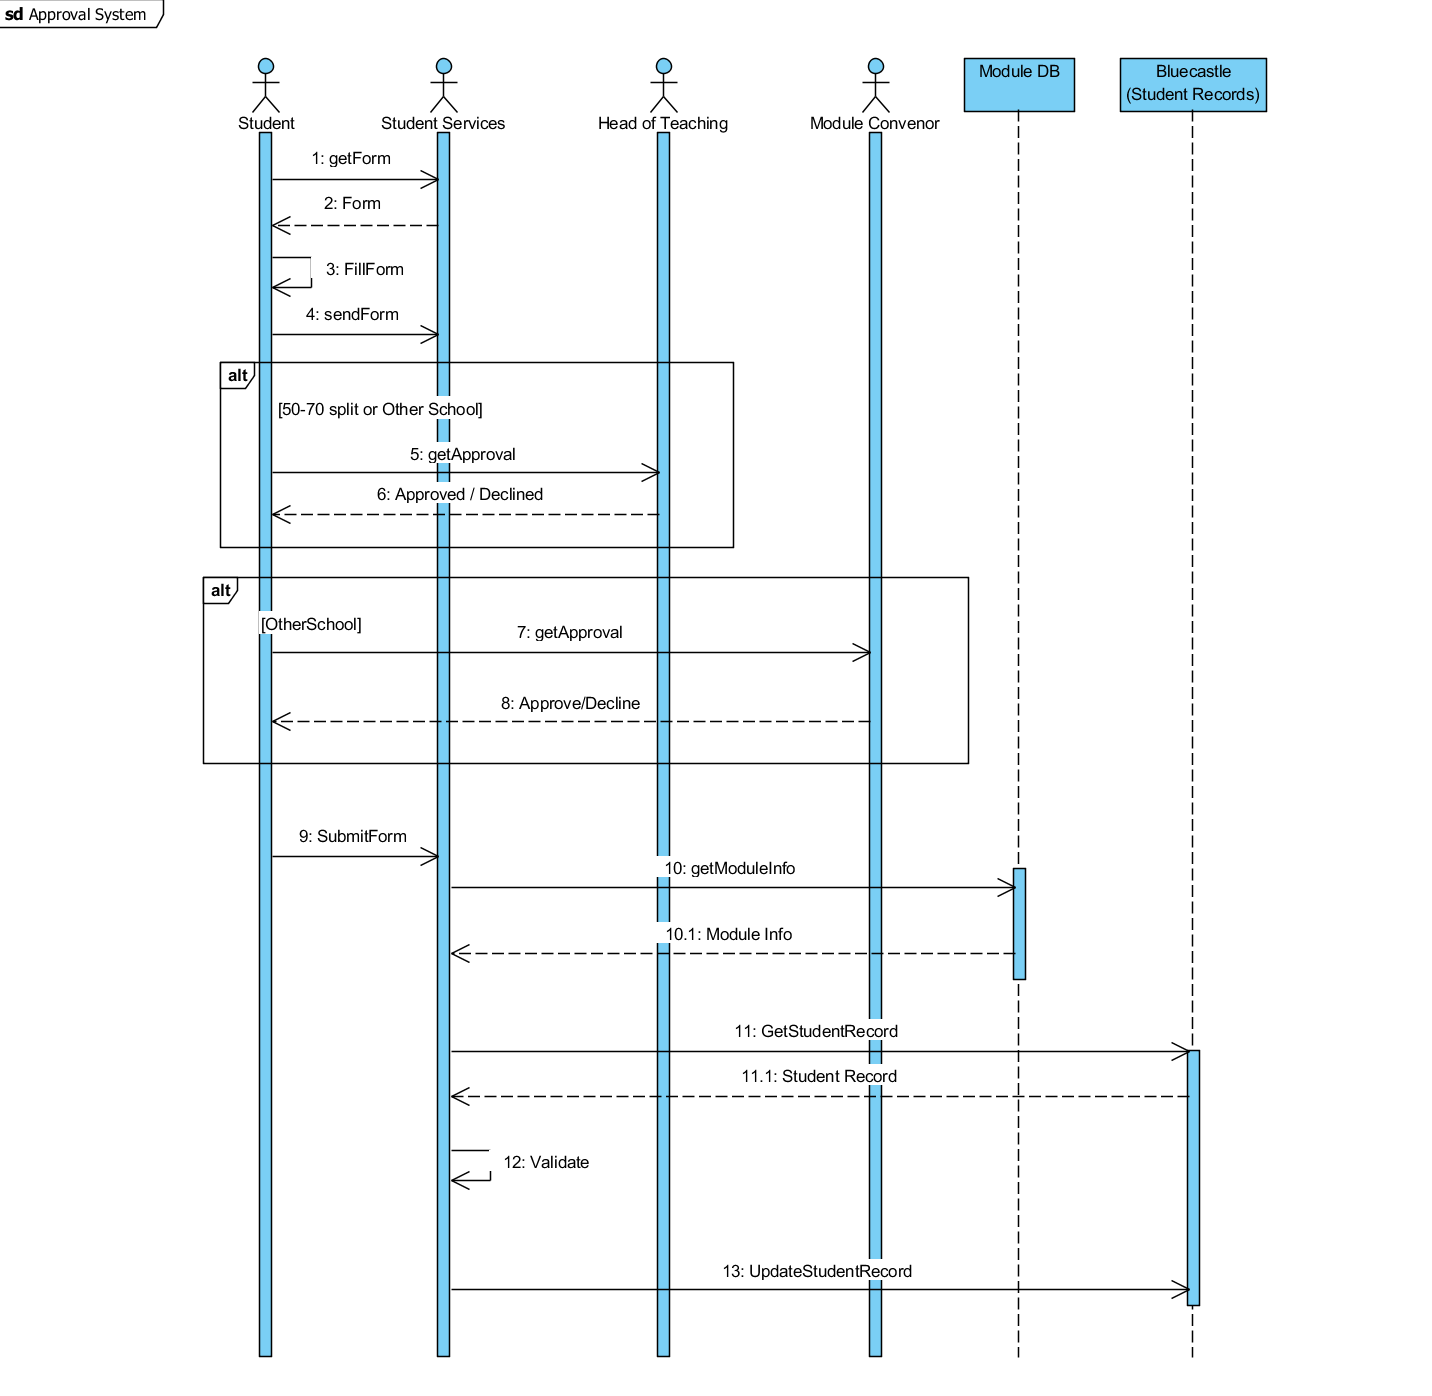 sd Approval System
Student
Student Services
Head of Teaching
Module Convenor
Module DB
Bluecastle
(Student Records)
1: getForm
2: Form
3: FillForm
4: sendForm
alt
[50-70 split or Other School]
5: getApproval
6: Approved / Declined
alt
[OtherSchool]
7: getApproval
8: Approve/Decline
9: SubmitForm
10: getModuleInfo
10.1: Module Info
11: GetStudentRecord
11.1: Student Record
12: Validate
13: UpdateStudentRecord